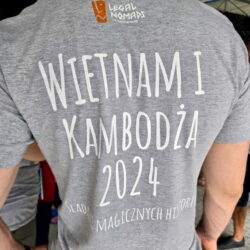 LEGAL
NOMADS
WIETNAM I
KAMBODŻA
2024
MAGICZNYCH